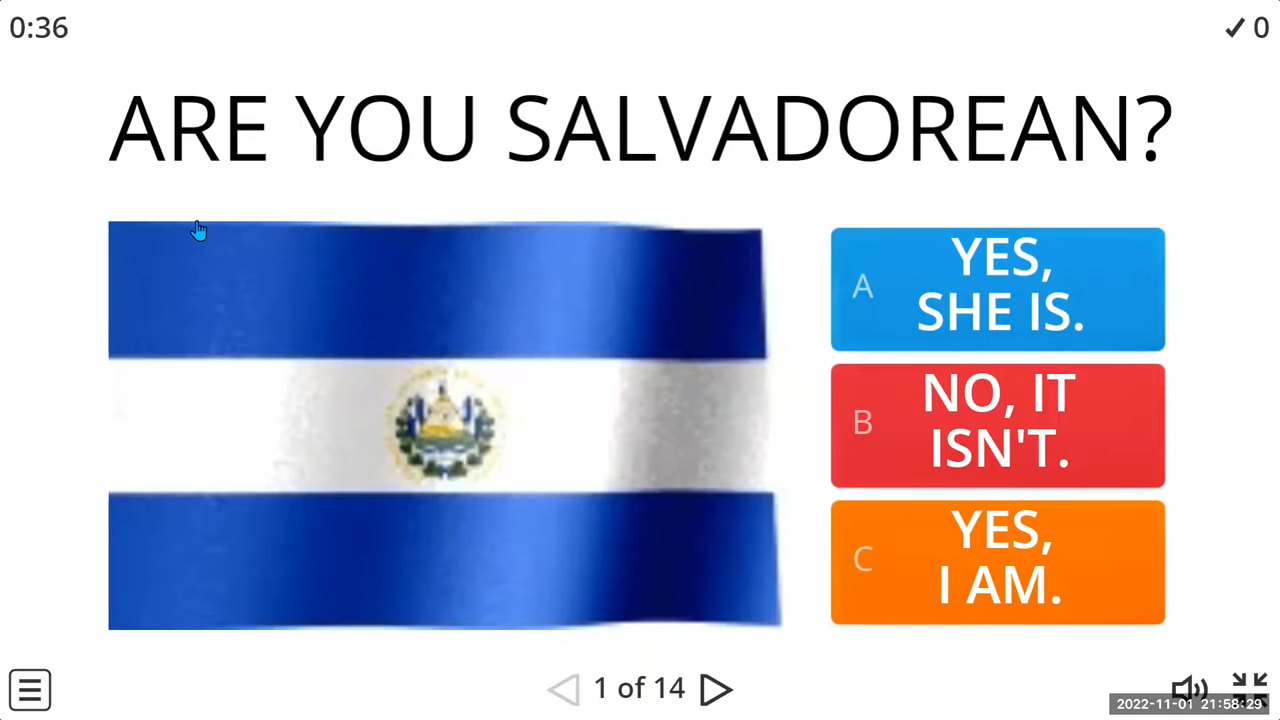 0:36
✓ 0
ARE YOU SALVADOREAN?
A
YES,
SHE IS.
B
NO, IT
ISN'T.
C
YES,
I AM.
1 of 14
2022-11-01 21:58:29